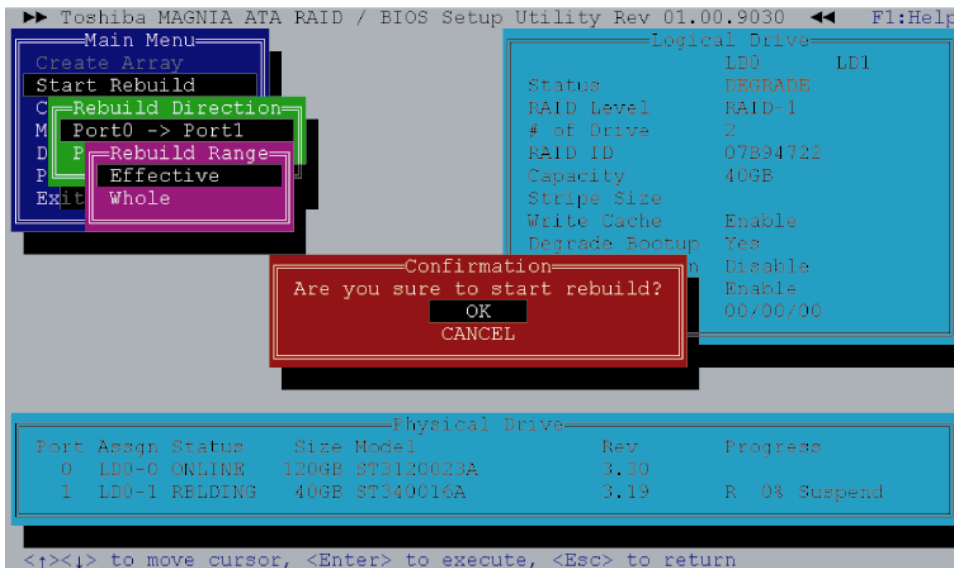 ►► Toshiba MAGNIA ATA RAID / BIOS Setup Utility Rev 01.00.9030 ◄◄ F1:Help
Main Menu
Create Array
Start Rebuild
C
M
D
P
Exit
Rebuild Direction
Port0 -> Port1
P
Rebuild Range
Effective
Whole
Logical Drive
LD0 LD1
Status DEGRADE
RAID Level RAID-1
# of Drive 2
RAID ID 07B94722
Capacity 40GB
Stripe Size
Write Cache Enable
Degrade Bootup Yes
n Disable
Enable
00/00/00
Confirmation
Are you sure to start rebuild?
OK
CANCEL
Physical Drive
Port Assgn Status Size Model Rev Progress
0 LD0-0 ONLINE 120GB ST3120023A 3.30
1 LD0-1 RBLDING 40GB ST340016A 3.19 R 0% Suspend
<↑><↓> to move cursor, <Enter> to execute, <Esc> to return